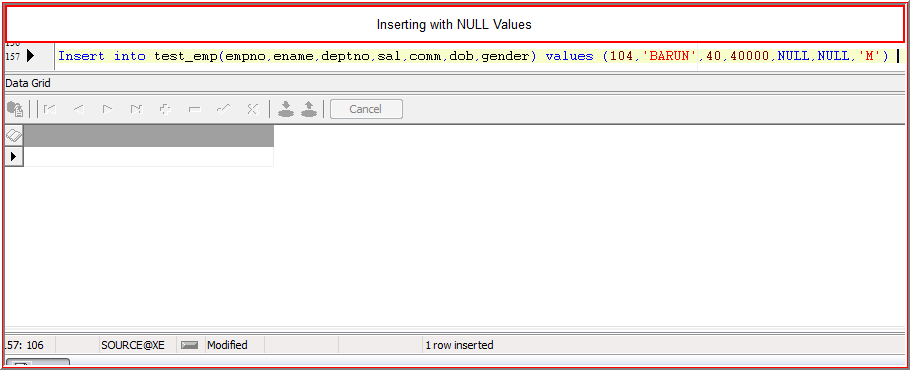 Inserting with NULL Values
157 Insert into test_emp(empno,ename,deptno,sal,comm,dob,gender) values (104,'BARUN',40,40000,NULL,NULL,'M')
Data Grid
Cancel
157: 106 SOURCE@XE Modified 1 row inserted